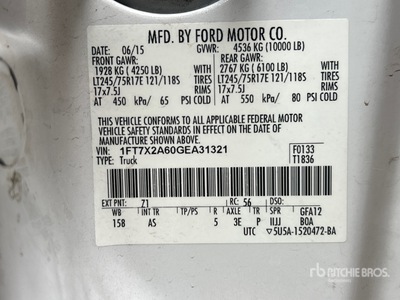 MFD. BY FORD MOTOR CO.
DATE: 06/15 GVWR: 4536 KG (10000 LB)
FRONT GAWR: REAR GAWR:
1928 KG (4250 LB) WITH 2767 KG (6100 LB) WITH
LT245/75R17E 121/118S TIRES LT245/75R17E 121/118S TIRES
17x7.5J RIMS 17x7.5J RIMS
AT 450 kPa/ 65 PSI COLD AT 550 kPa/ 80 PSI COLD
THIS VEHICLE CONFORMS TO ALL APPLICABLE FEDERAL MOTOR
VEHICLE SAFETY STANDARDS IN EFFECT ON THE DATE OF
MANUFACTURE SHOWN ABOVE.
VIN: 1FT7X2A60GEA31321 F0133
TYPE: Truck T1836
EXT PNT: Z1 RC: 56 DSO:
WB INT TR TP/PS R AXLE TR SPR GFA12
158 AS 5 3E P IIJJ BOA
UTC ▽5U5A-1520472-BA
rb RITCHIE BROS.